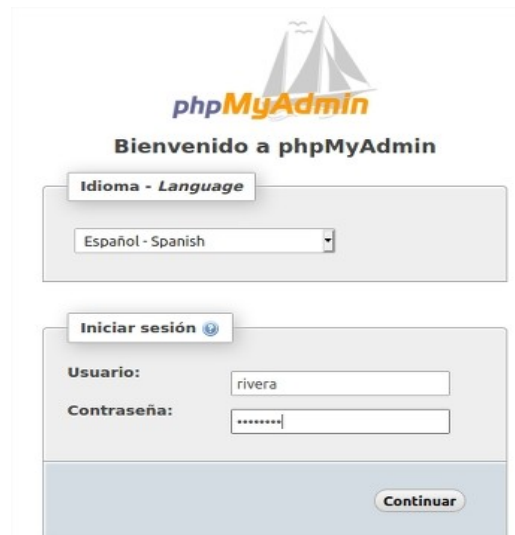 phpMyAdmin
Bienvenido a phpMyAdmin
Idioma - Language
Español - Spanish
Iniciar sesión
Usuario:
rivera
Contraseña:
••••••••
Continuar